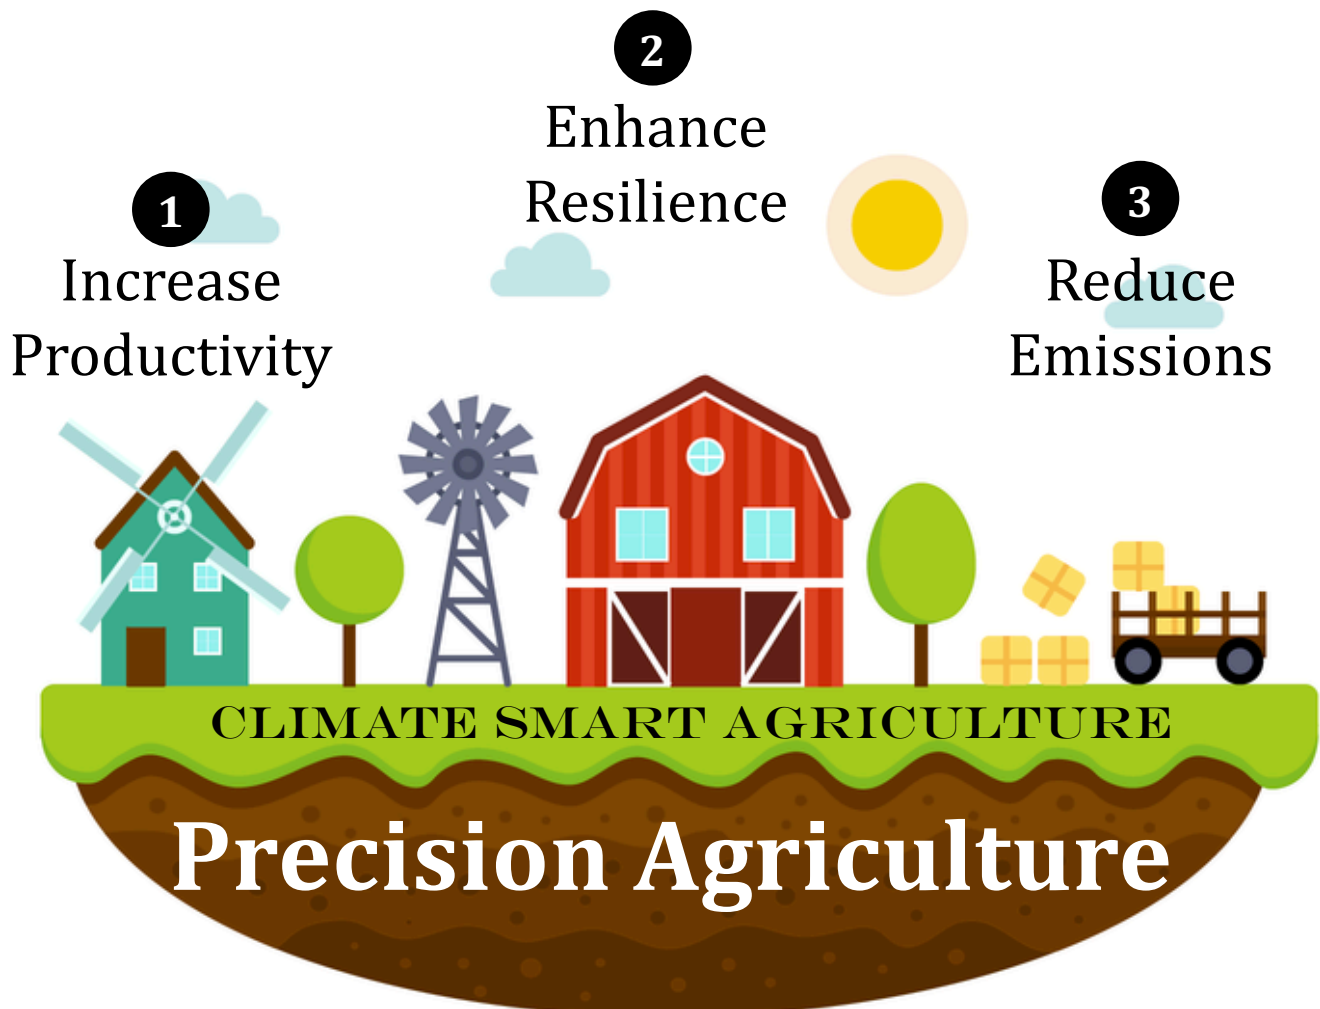 1
Increase
Productivity
2
Enhance
Resilience
3
Reduce
Emissions
CLIMATE SMART AGRICULTURE
Precision Agriculture